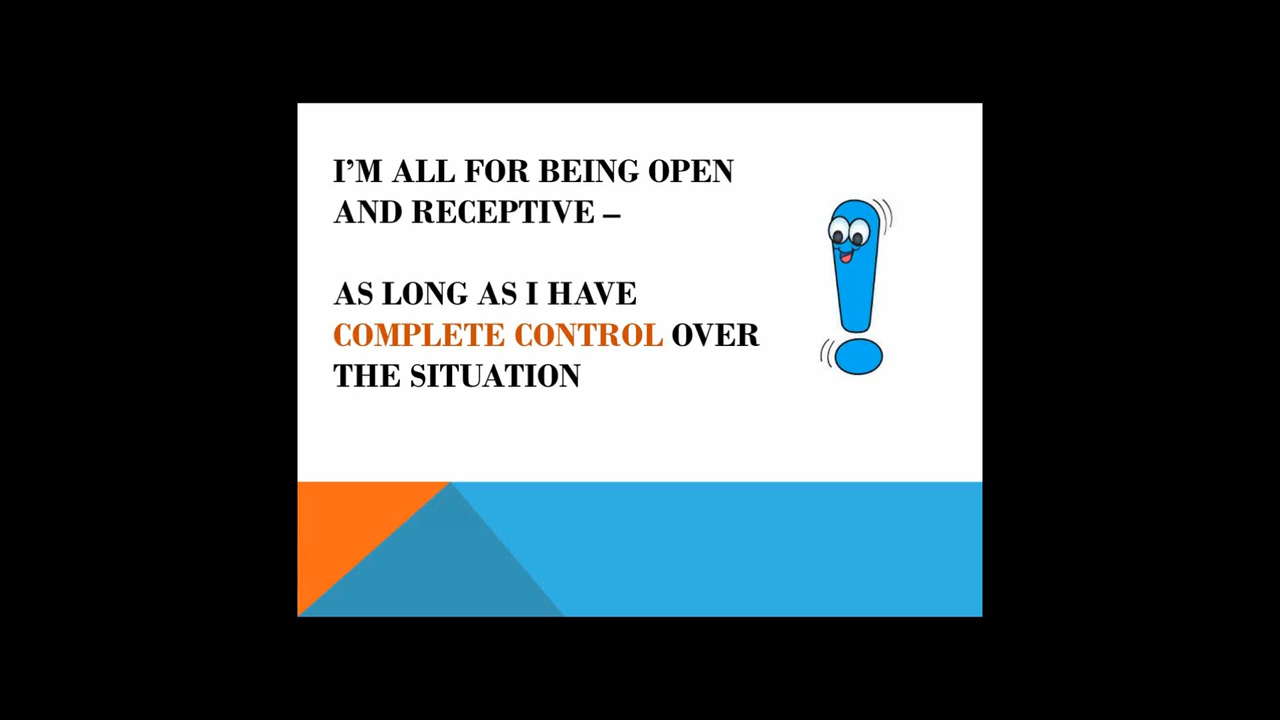 I'M ALL FOR BEING OPEN
AND RECEPTIVE –
AS LONG AS I HAVE
COMPLETE CONTROL OVER
THE SITUATION